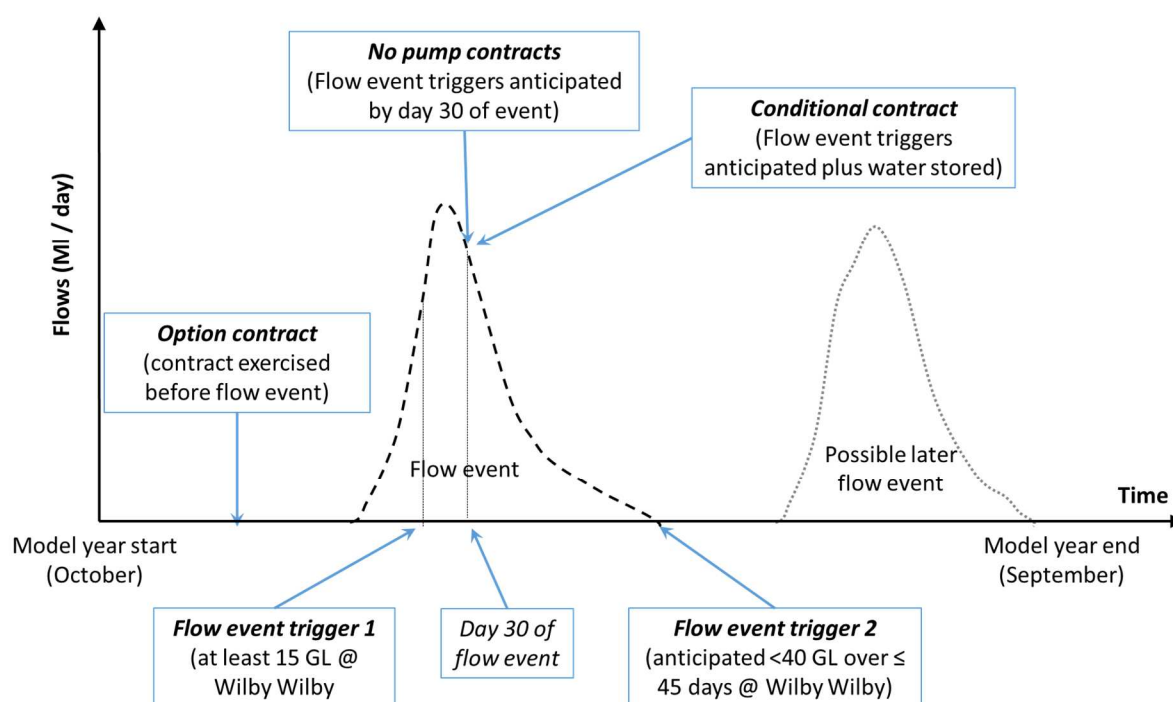 No pump contracts
(Flow event triggers anticipated
by day 30 of event)
Conditional contract
(Flow event triggers
anticipated plus water stored)
Flows (Ml / day)
Option contract
(contract exercised
before flow event)
Flow event
Possible later
flow event
Time
Model year start
(October)
Model year end
(September)
Flow event trigger 1
(at least 15 GL @
Wilby Wilby
Day 30 of
flow event
Flow event trigger 2
(anticipated <40 GL over ≤
45 days @ Wilby Wilby)